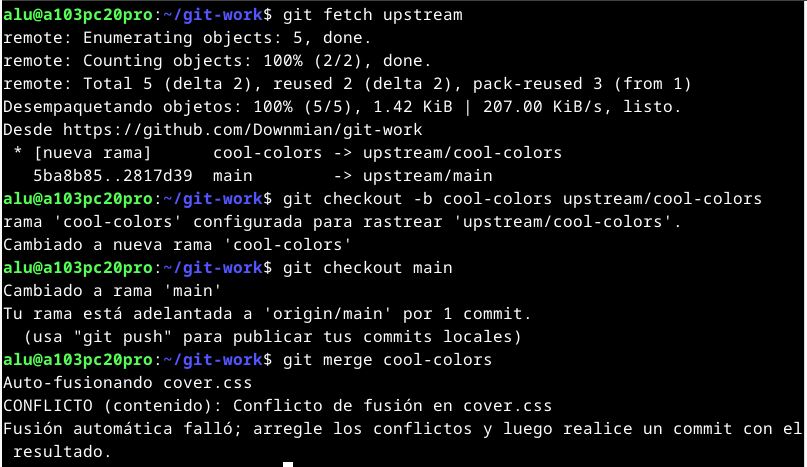 alu@a103pc20pro:~/git-work$ git fetch upstream
remote: Enumerating objects: 5, done.
remote: Counting objects: 100% (2/2), done.
remote: Total 5 (delta 2), reused 2 (delta 2), pack-reused 3 (from 1)
Desempaquetando objetos: 100% (5/5), 1.42 KiB | 207.00 KiB/s, listo.
Desde https://github.com/Downmian/git-work
 * [nueva rama]      cool-colors -> upstream/cool-colors
   5ba8b85..2817d39  main        -> upstream/main
alu@a103pc20pro:~/git-work$ git checkout -b cool-colors upstream/cool-colors
rama 'cool-colors' configurada para rastrear 'upstream/cool-colors'.
Cambiado a nueva rama 'cool-colors'
alu@a103pc20pro:~/git-work$ git checkout main
Cambiado a rama 'main'
Tu rama está adelantada a 'origin/main' por 1 commit.
  (usa "git push" para publicar tus commits locales)
alu@a103pc20pro:~/git-work$ git merge cool-colors
Auto-fusionando cover.css
CONFLICTO (contenido): Conflicto de fusión en cover.css
Fusión automática falló; arregle los conflictos y luego realice un commit con el
 resultado.